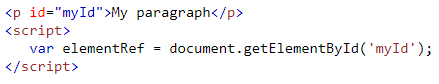 <p id="myId">My paragraph</p>
<script>
var elementRef = document.getElementById('myId');
</script>